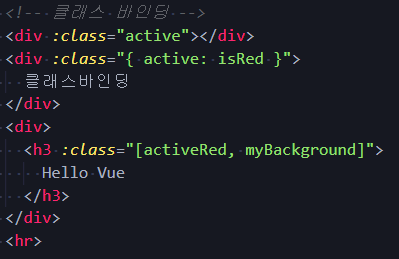 <!-- 클래스 바인딩 -->
<div :class="active"></div>
<div :class="{ active: isRed }">
  클래스바인딩
</div>
<div>
  <h3 :class="[activeRed, myBackground]">
    Hello Vue
  </h3>
</div>
<hr>